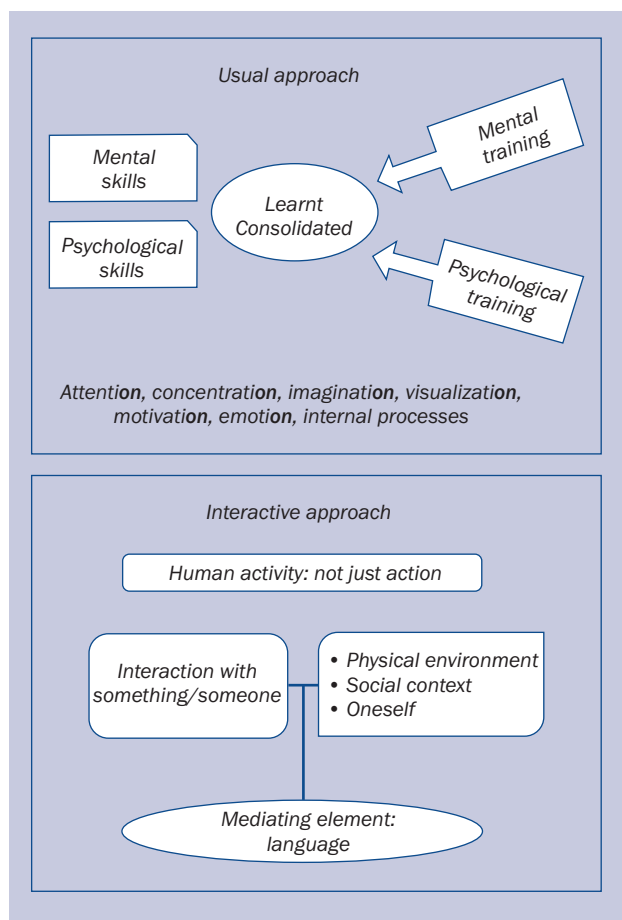 Usual approach
Mental
skills
Psychological
skills
Learnt
Consolidated
Mental
training
Psychological
training
Attention, concentration, imagination, visualization,
motivation, emotion, internal processes
Interactive approach
Human activity: not just action
Interaction with
something/someone
• Physical environment
• Social context
• Oneself
Mediating element:
language